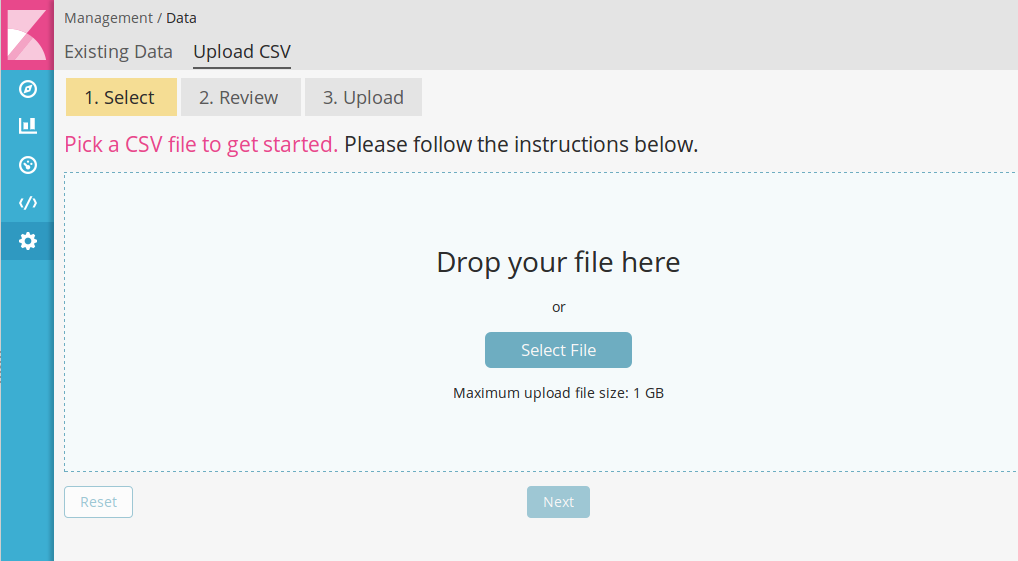 Management / Data
Existing Data Upload CSV
1. Select 2. Review 3. Upload
Pick a CSV file to get started. Please follow the instructions below.
Drop your file here
or
Select File
Maximum upload file size: 1 GB
Reset Next